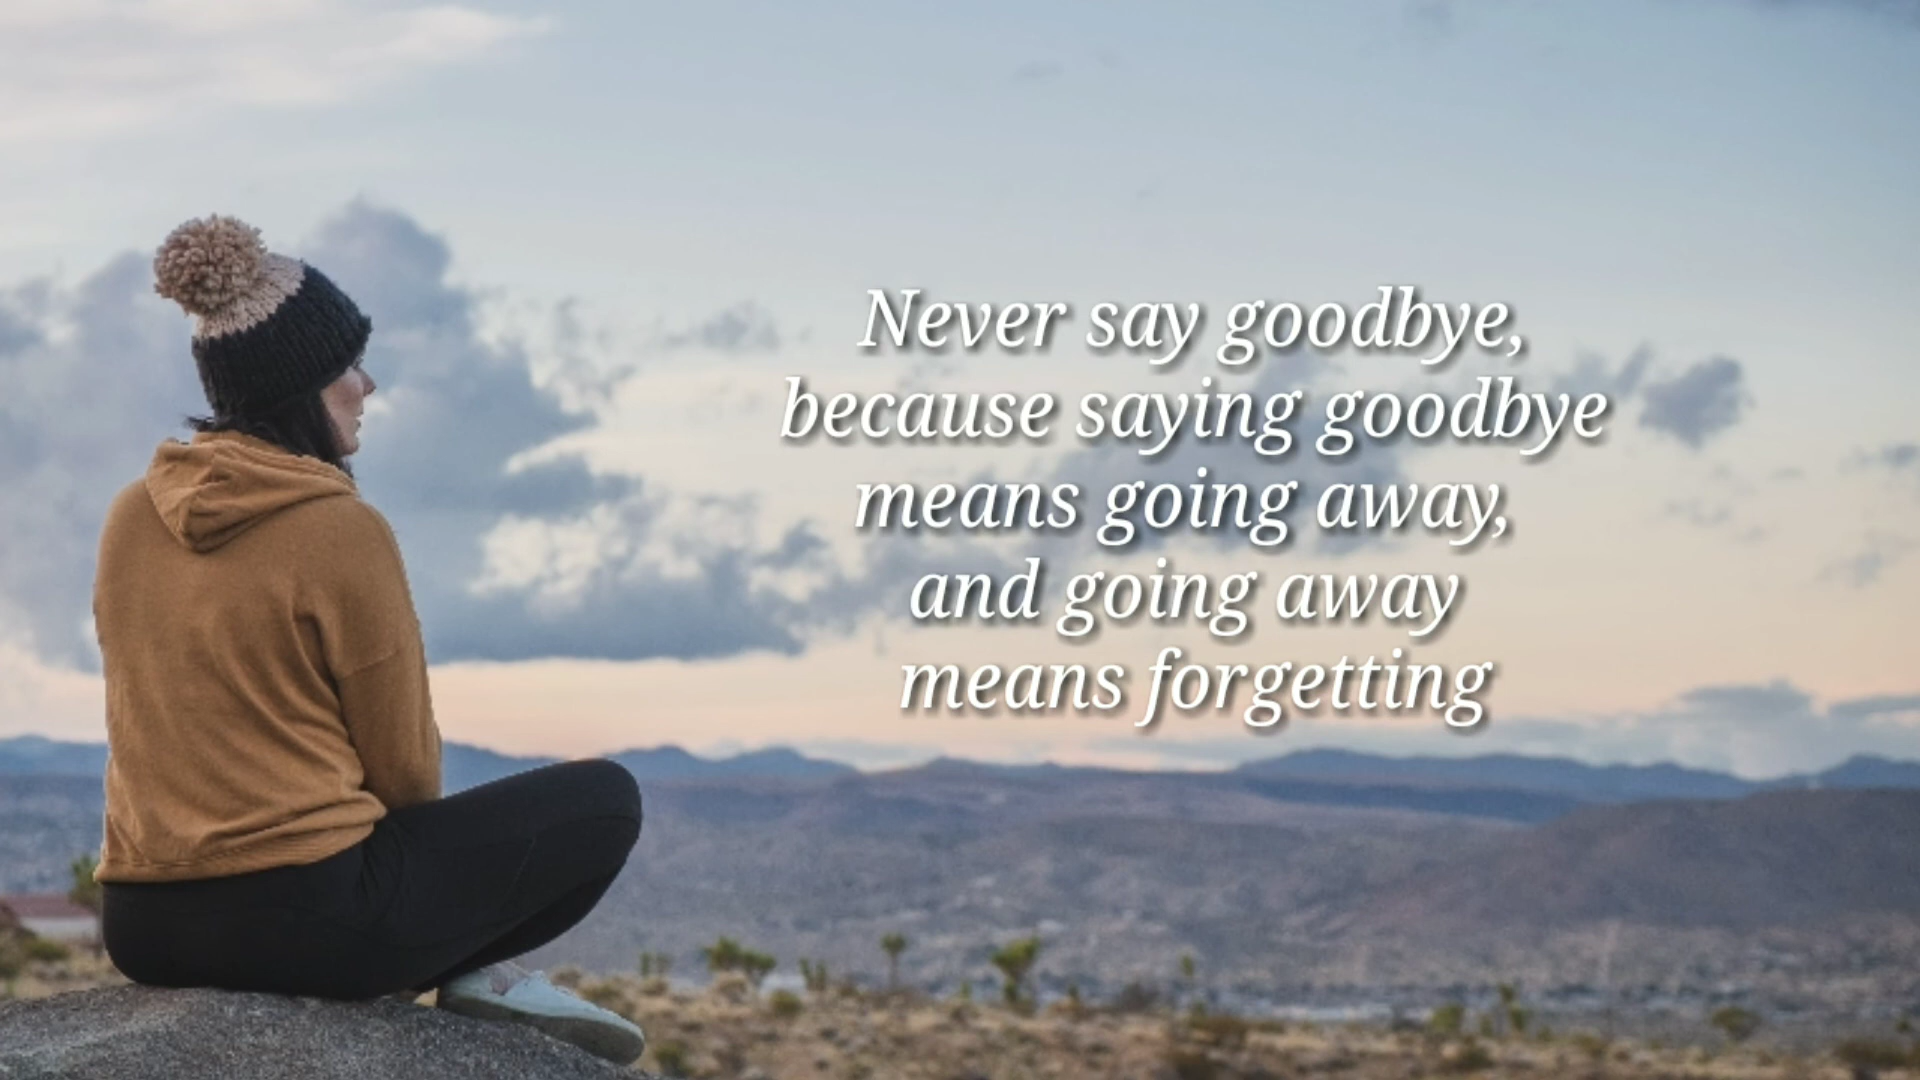 Never say goodbye,
because saying goodbye
means going away,
and going away
means forgetting